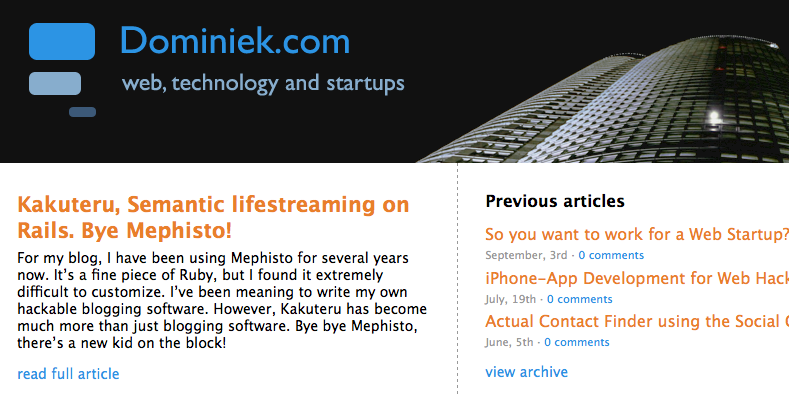 Dominiek.com
web, technology and startups
Kakuteru, Semantic lifestreaming on
Rails. Bye Mephisto!
For my blog, I have been using Mephisto for several years
now. It's a fine piece of Ruby, but I found it extremely
difficult to customize. I've been meaning to write my own
hackable blogging software. However, Kakuteru has become
much more than just blogging software. Bye bye Mephisto,
there's a new kid on the block!
read full article
Previous articles
So you want to work for a Web Startup?
September, 3rd · 0 comments
iPhone-App Development for Web Hack
July, 19th · 0 comments
Actual Contact Finder using the Social
June, 5th · 0 comments
view archive